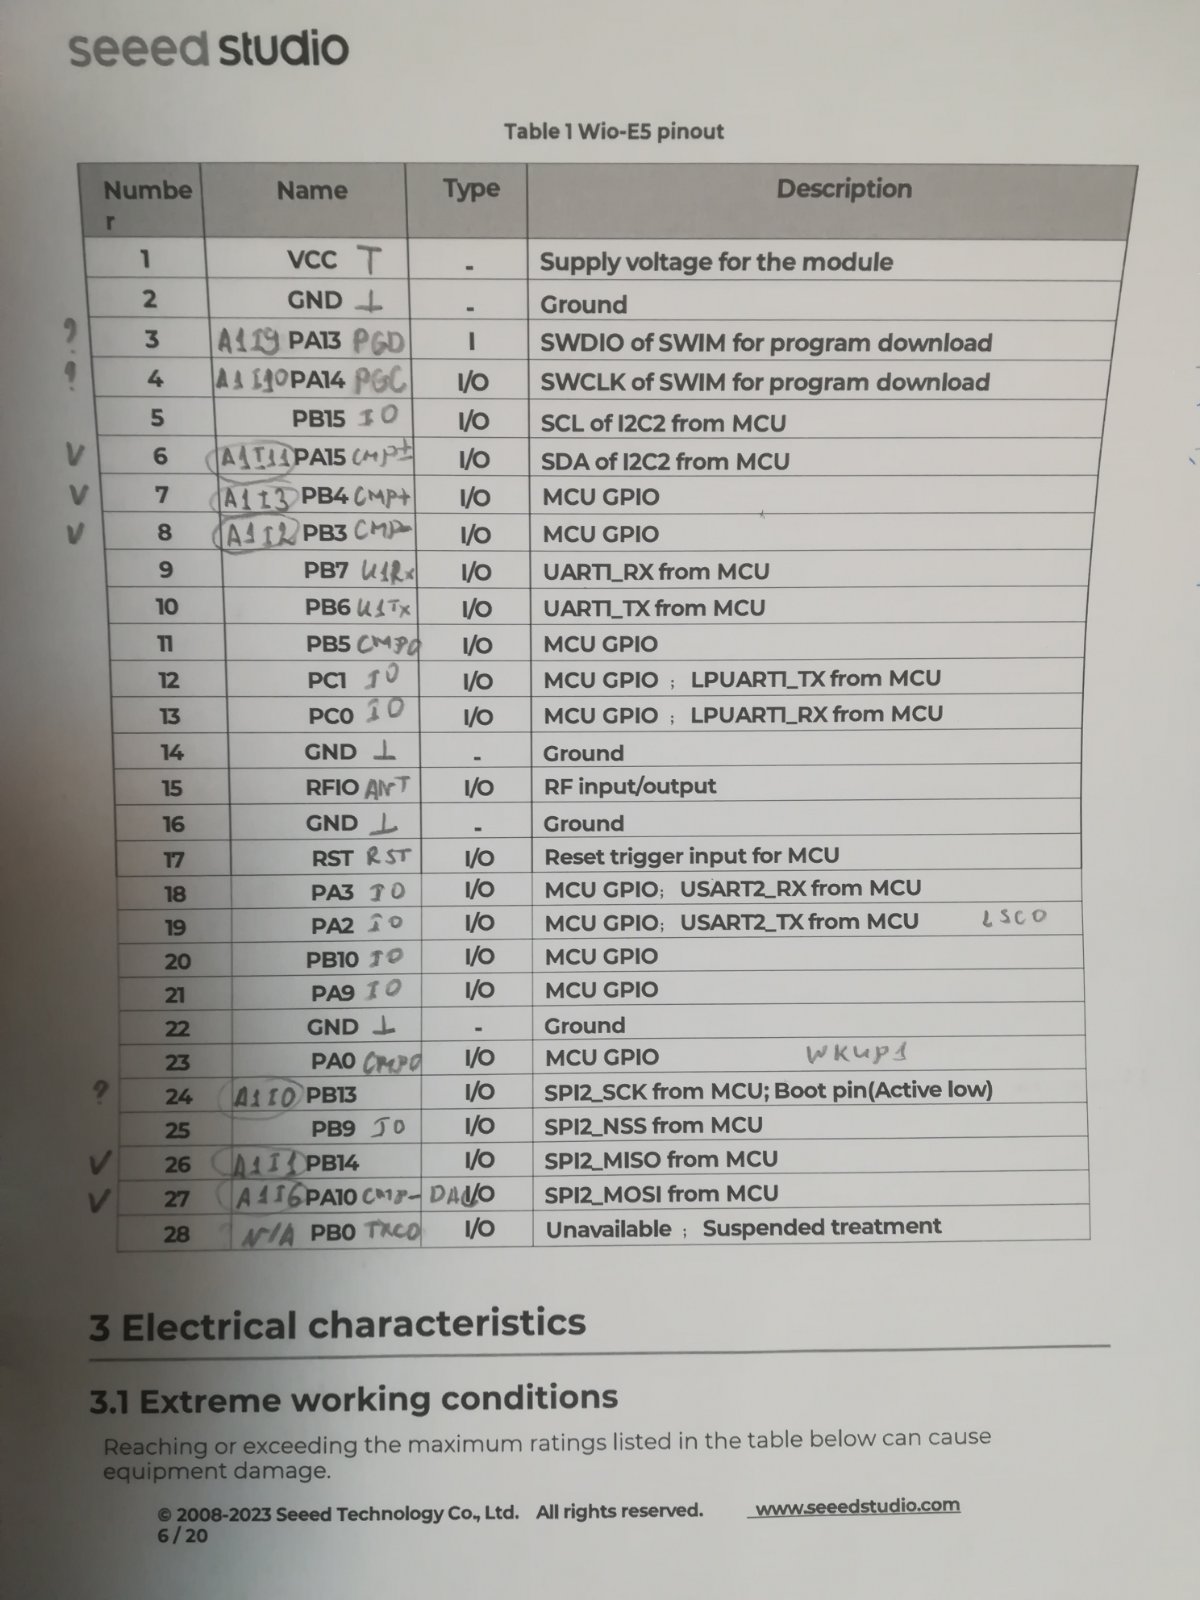 seeed studio
Table 1 Wio-E5 pinout
Numbe Name Type Description
r
1 VCC T - Supply voltage for the module
2 GND ⊥ - Ground
? 3 A1I9 PA13 PGD I SWDIO of SWIM for program download
? 4 A1I10 PA14 PGC I/O SWCLK of SWIM for program download
5 PB15 IO I/O SCL of I2C2 from MCU
V 6 A1I11 PA15 CMP± I/O SDA of I2C2 from MCU
V 7 A1I3 PB4 CMP+ I/O MCU GPIO
V 8 A1I2 PB3 CMP- I/O MCU GPIO
9 PB7 U1Rx I/O UART1_RX from MCU
10 PB6 U1Tx I/O UART1_TX from MCU
11 PB5 CMPO I/O MCU GPIO
12 PC1 IO I/O MCU GPIO ; LPUART1_TX from MCU
13 PC0 IO I/O MCU GPIO ; LPUART1_RX from MCU
14 GND ⊥ - Ground
15 RFIO ANT I/O RF input/output
16 GND ⊥ - Ground
17 RST RST I/O Reset trigger input for MCU
18 PA3 IO I/O MCU GPIO; USART2_RX from MCU
19 PA2 IO I/O MCU GPIO; USART2_TX from MCU LSCO
20 PB10 IO I/O MCU GPIO
21 PA9 IO I/O MCU GPIO
22 GND ⊥ - Ground
23 PA0 CMPO I/O MCU GPIO WKUP1
? 24 A1I0 PB13 I/O SPI2_SCK from MCU; Boot pin(Active low)
25 PB9 IO I/O SPI2_NSS from MCU
V 26 A1I1 PB14 I/O SPI2_MISO from MCU
V 27 A1I6 PA10 CMP- DAC I/O SPI2_MOSI from MCU
28 N/A PB0 TXCO I/O Unavailable ; Suspended treatment
3 Electrical characteristics
3.1 Extreme working conditions
Reaching or exceeding the maximum ratings listed in the table below can cause
equipment damage.
© 2008-2023 Seeed Technology Co., Ltd. All rights reserved. www.seeedstudio.com
6 / 20